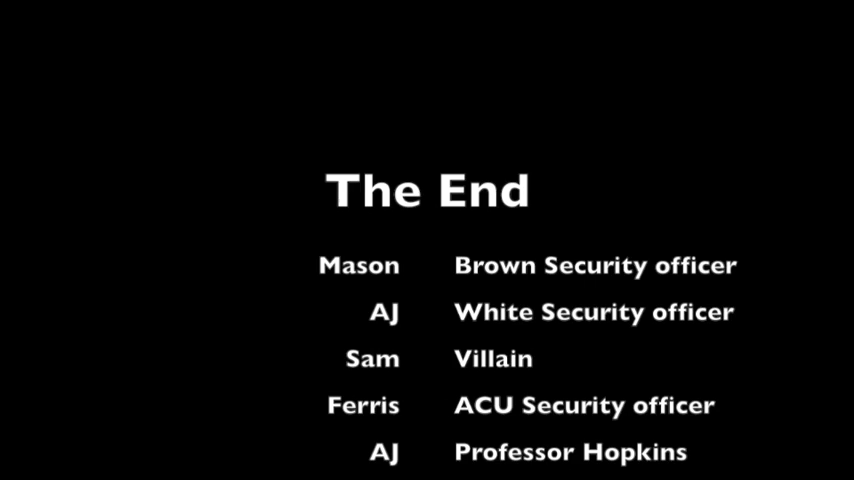 The End
Mason Brown Security officer
AJ White Security officer
Sam Villain
Ferris ACU Security officer
AJ Professor Hopkins